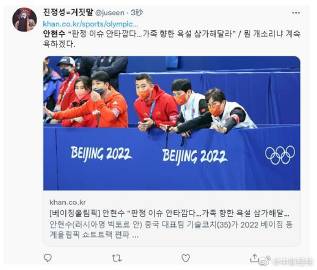 진정성=거짓말 @juseen · 3秒
khan.co.kr/sports/olympic...
안현수 “판정 이슈 안타깝다…가족 향한 욕설 삼가해달라” / 뭔 개소리냐 계속
욕하겠다.
BEIJING 2022
BEIJING 2022
khan.co.kr
[베이징올림픽] 안현수 “판정 이슈 안타깝다…가족 향한 욕설 삼가해달...
안현수(러시아명 빅토르 안) 중국 대표팀 기술코치(35)가 2022 베이징 동
계올림픽 쇼트트랙 편파 ...